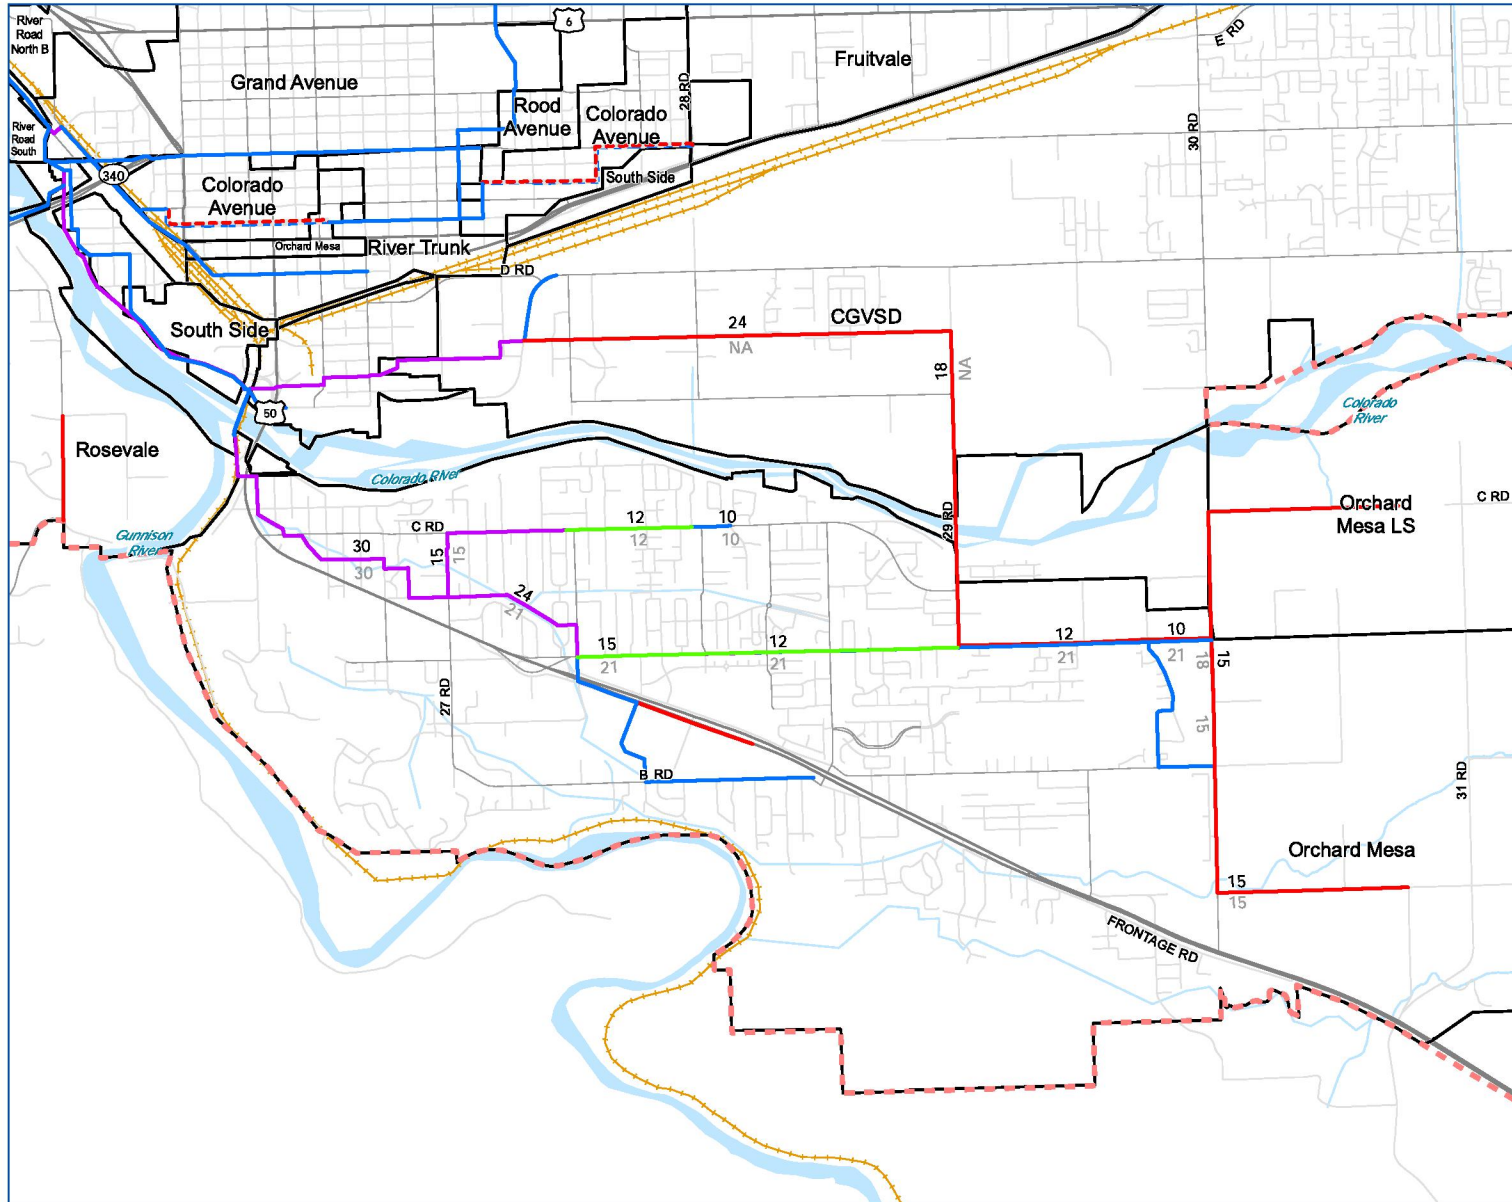 River
Road
North B
6
E RD
Fruitvale
Grand Avenue
28 RD
Rood
Avenue
Colorado
Avenue
River
Road
South
30 RD
340
Colorado
Avenue
South Side
Orchard Mesa
River Trunk
D RD
South Side
24
CGVSD
NA
18
NA
50
Colorado
River
Rosevale
Colorado River
C RD
Orchard
Mesa LS
29 RD
Gunnison
River
C RD
12
10
12
10
30
30
15
15
24
21
15
21
12
21
12
21
10
21
18
15
15
27 RD
B RD
31 RD
Orchard Mesa
15
15
FRONTAGE RD